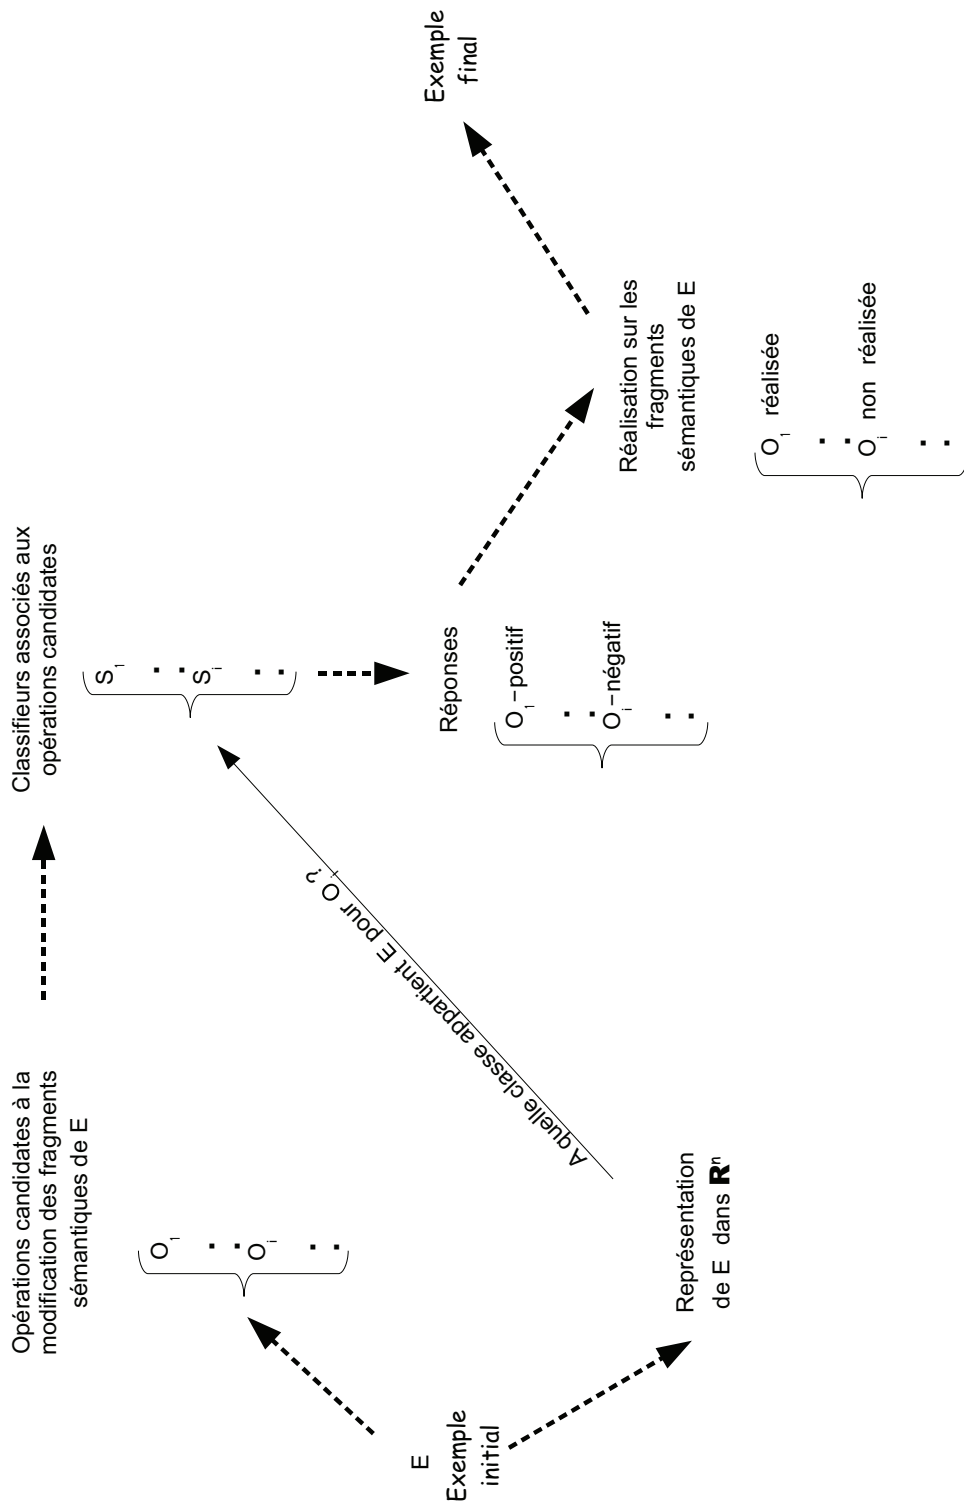 Opérations candidates à la
modification des fragments
sémantiques de E
O1
Oi
Classifieurs associés aux
opérations candidates
S1
Si
E
Exemple
initial
A quelle classe appartient E pour Oi ?
Représentation
de E dans Rⁿ
Réponses
O1 – positif
Oi – négatif
Réalisation sur les
fragments
sémantiques de E
O1 réalisée
Oi non réalisée
Exemple
final